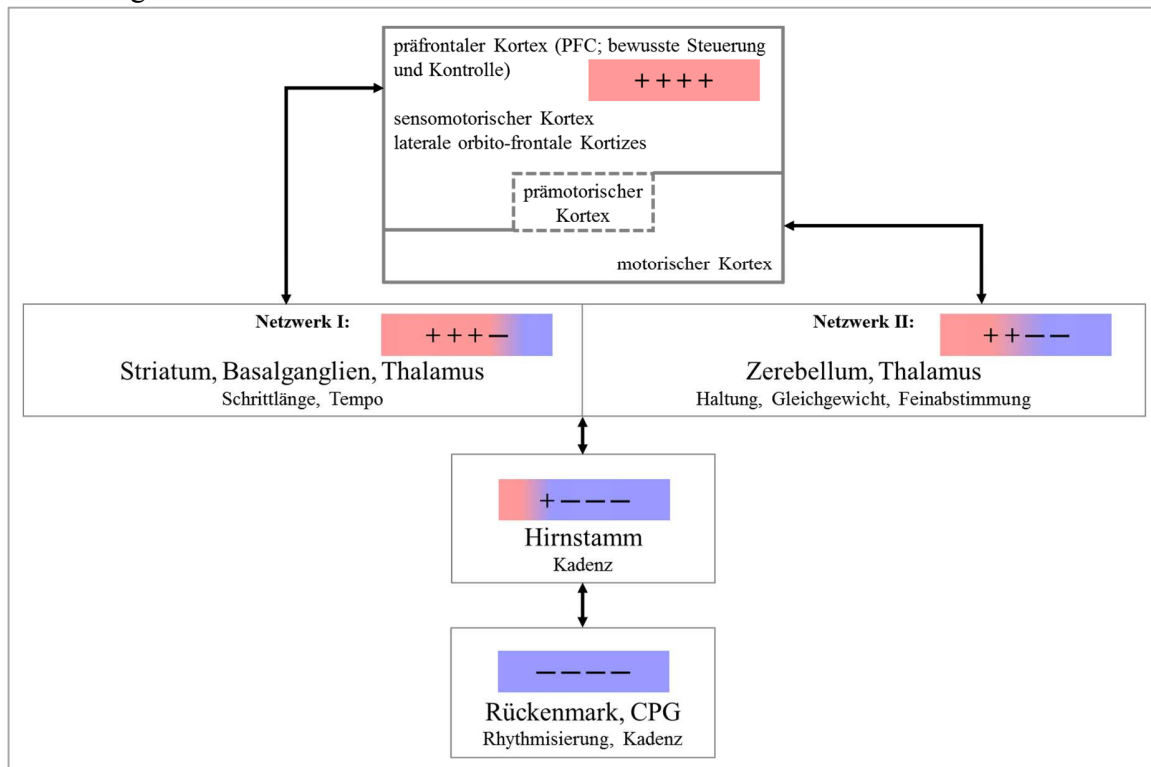 präfrontaler Kortex (PFC; bewusste Steuerung
und Kontrolle)
++++
sensomotorischer Kortex
laterale orbito-frontale Kortizes
prämotorischer
Kortex
motorischer Kortex
Netzwerk I:
+++—
Striatum, Basalganglien, Thalamus
Schrittlänge, Tempo
Netzwerk II:
++——
Zerebellum, Thalamus
Haltung, Gleichgewicht, Feinabstimmung
+———
Hirnstamm
Kadenz
————
Rückenmark, CPG
Rhythmisierung, Kadenz